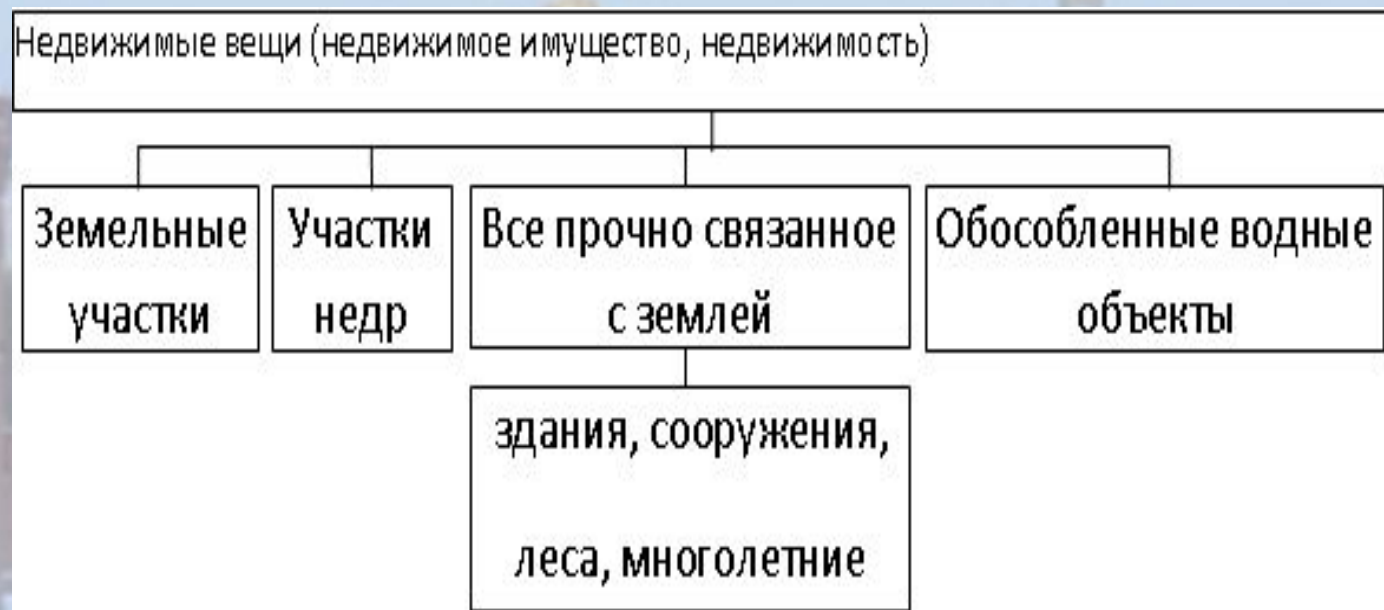 Недвижимые вещи (недвижимое имущество, недвижимость)
Земельные
участки
Участки
недр
Все прочно связанное
с землей
Обособленные водные
объекты
здания, сооружения,
леса, многолетние